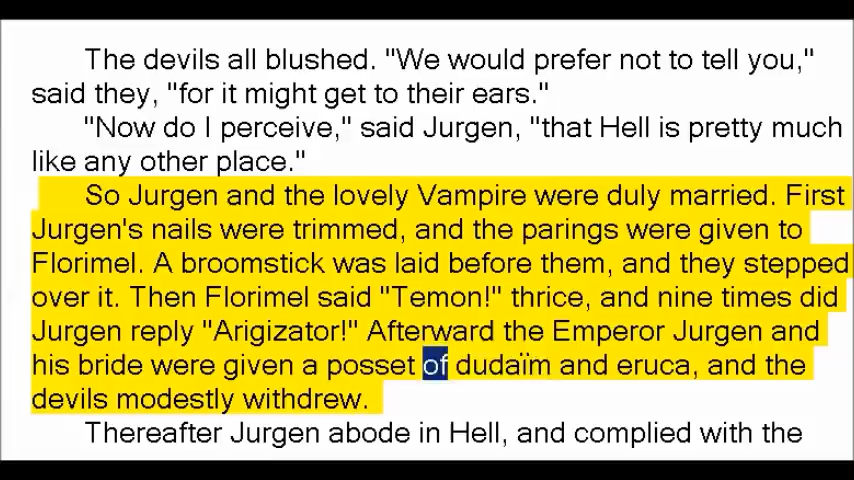 The devils all blushed. "We would prefer not to tell you,"
said they, "for it might get to their ears."
"Now do I perceive," said Jurgen, "that Hell is pretty much
like any other place."
So Jurgen and the lovely Vampire were duly married. First
Jurgen's nails were trimmed, and the parings were given to
Florimel. A broomstick was laid before them, and they stepped
over it. Then Florimel said "Temon!" thrice, and nine times did
Jurgen reply "Arigizator!" Afterward the Emperor Jurgen and
his bride were given a posset of dudaïm and eruca, and the
devils modestly withdrew.
Thereafter Jurgen abode in Hell, and complied with the